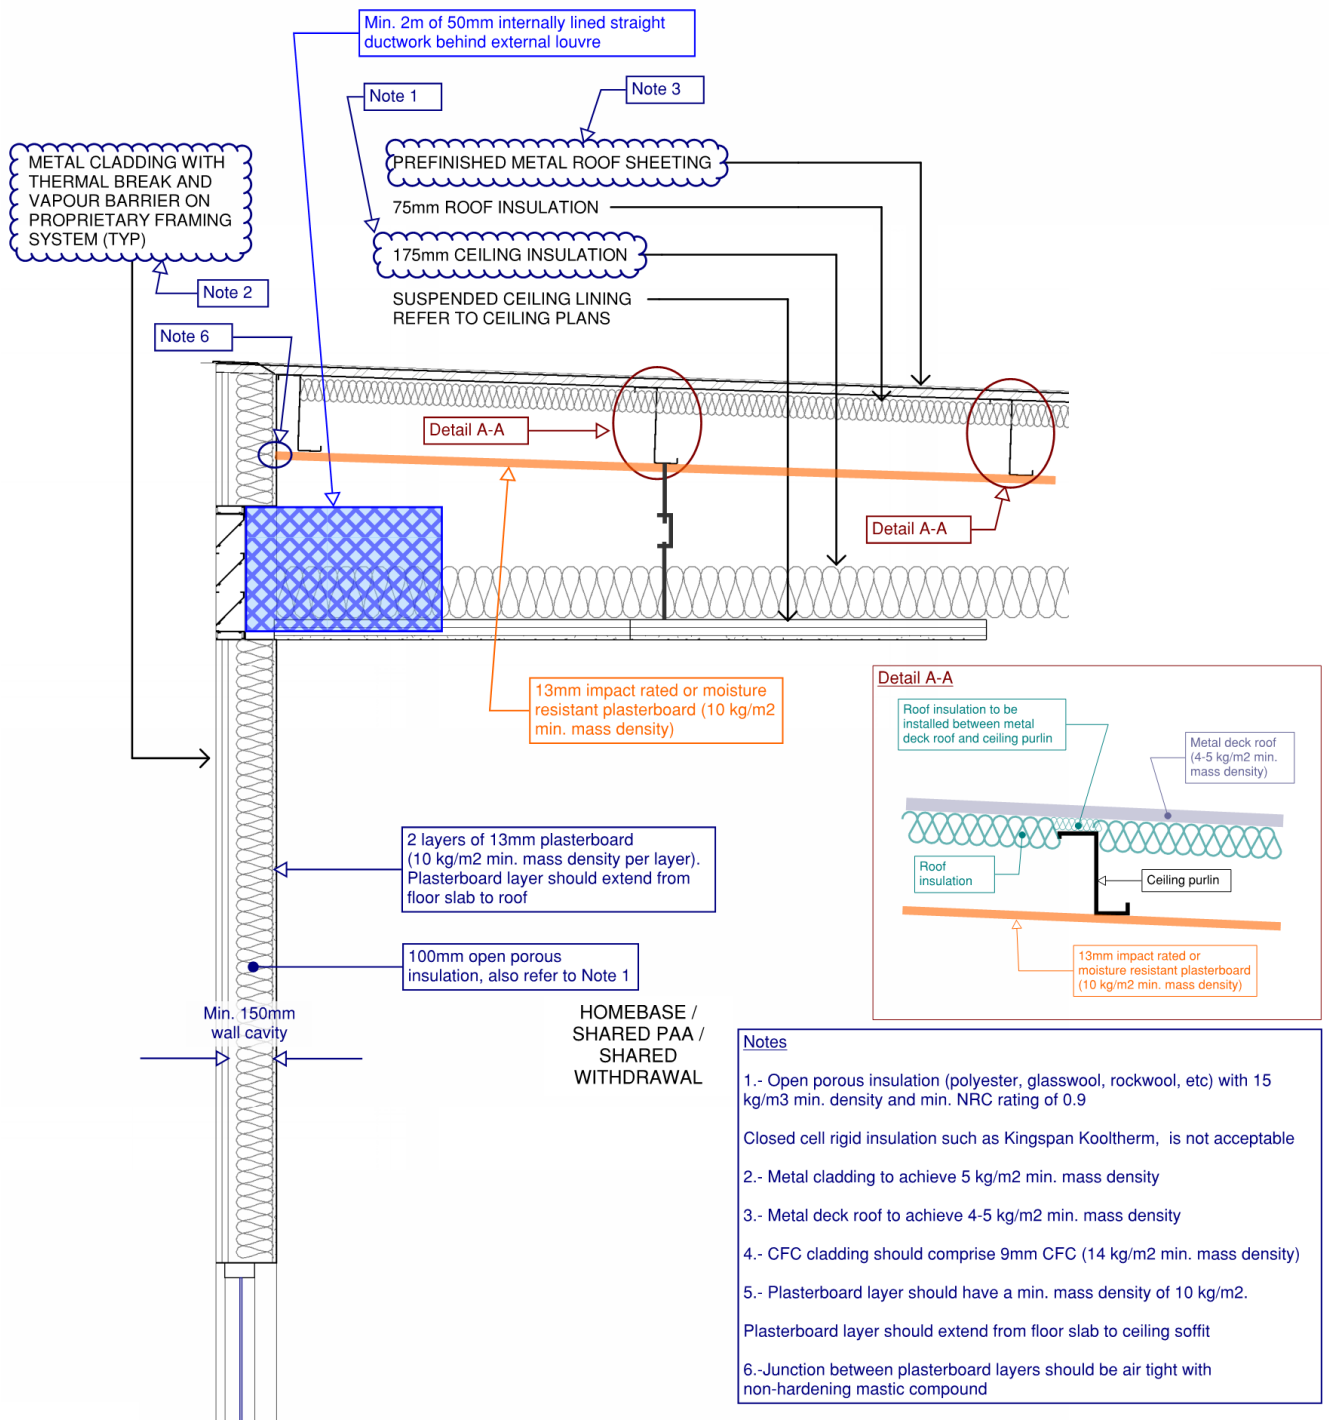 Min. 2m of 50mm internally lined straight
ductwork behind external louvre
Note 1
Note 3
METAL CLADDING WITH
THERMAL BREAK AND
VAPOUR BARRIER ON
PROPRIETARY FRAMING
SYSTEM (TYP)
PREFINISHED METAL ROOF SHEETING
75mm ROOF INSULATION
175mm CEILING INSULATION
SUSPENDED CEILING LINING
REFER TO CEILING PLANS
Note 2
Note 6
Detail A-A
Detail A-A
13mm impact rated or moisture
resistant plasterboard (10 kg/m2
min. mass density)
2 layers of 13mm plasterboard
(10 kg/m2 min. mass density per layer).
Plasterboard layer should extend from
floor slab to roof
100mm open porous
insulation, also refer to Note 1
Min. 150mm
wall cavity
HOMEBASE /
SHARED PAA /
SHARED
WITHDRAWAL
Detail A-A
Roof insulation to be
installed between metal
deck roof and ceiling purlin
Metal deck roof
(4-5 kg/m2 min.
mass density)
Roof
insulation
Ceiling purlin
13mm impact rated or
moisture resistant plasterboard
(10 kg/m2 min. mass density)
Notes
1.- Open porous insulation (polyester, glasswool, rockwool, etc) with 15
kg/m3 min. density and min. NRC rating of 0.9
Closed cell rigid insulation such as Kingspan Kooltherm,  is not acceptable
2.- Metal cladding to achieve 5 kg/m2 min. mass density
3.- Metal deck roof to achieve 4-5 kg/m2 min. mass density
4.- CFC cladding should comprise 9mm CFC (14 kg/m2 min. mass density)
5.- Plasterboard layer should have a min. mass density of 10 kg/m2.
Plasterboard layer should extend from floor slab to ceiling soffit
6.-Junction between plasterboard layers should be air tight with
non-hardening mastic compound